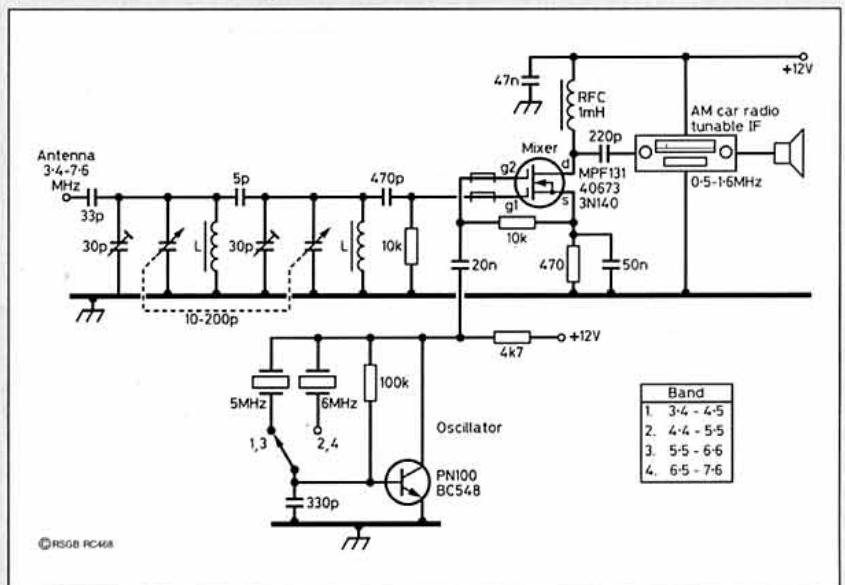 47n
+12V
RFC
1mH
AM car radio
tunable IF
220p
Mixer
Antenna
3·4-7·6
MHz
33p
5p
470p
g2
d
g1
s
MPF131
40673
3N140
0·5-1·6MHz
30p
L
30p
L
10k
10k
20n
470
50n
10-200p
4k7
+12V
5MHz
6MHz
100k
1,3
2,4
Oscillator
PN100
BC548
330p
Band
1. 3·4 - 4·5
2. 4·4 - 5·5
3. 5·5 - 6·6
4. 6·5 - 7·6
©RSGB RC468